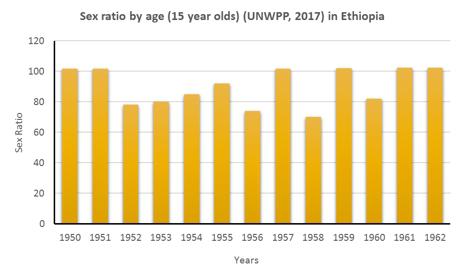 Sex ratio by age (15 year olds) (UNWPP, 2017) in Ethiopia
120
100
80
60
40
20
0
Sex Ratio
1950 1951 1952 1953 1954 1955 1956 1957 1958 1959 1960 1961 1962
Years